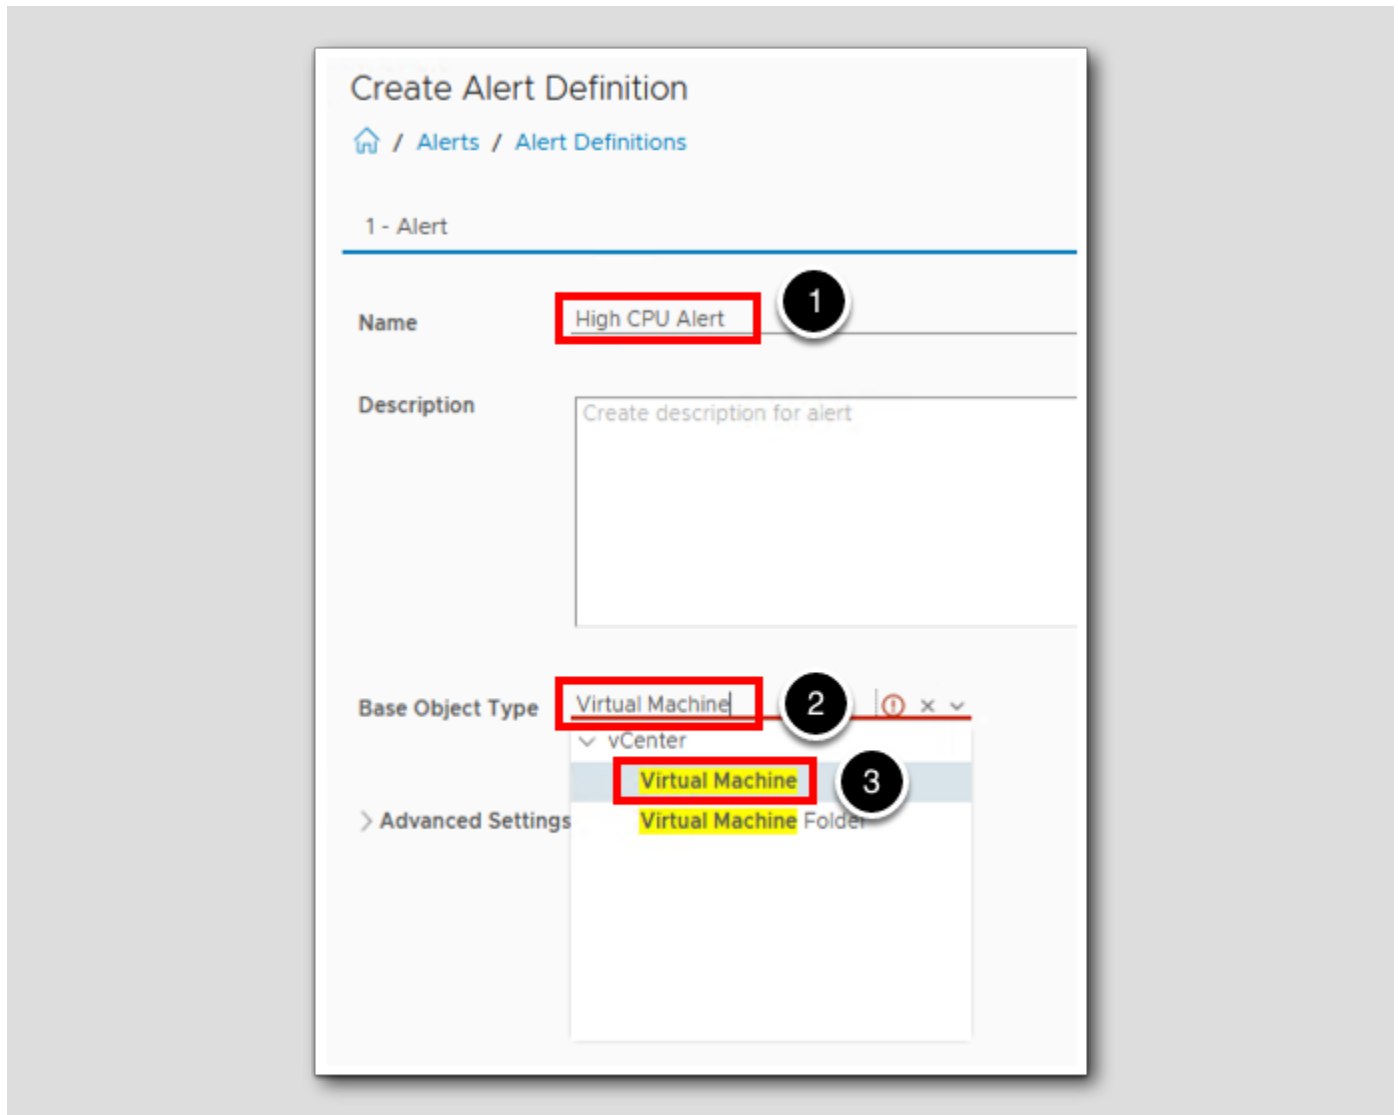 Create Alert Definition
/ Alerts / Alert Definitions
1 - Alert
Name High CPU Alert 1
Description Create description for alert
Base Object Type Virtual Machine 2
vCenter
Virtual Machine 3
Advanced Settings Virtual Machine Folder